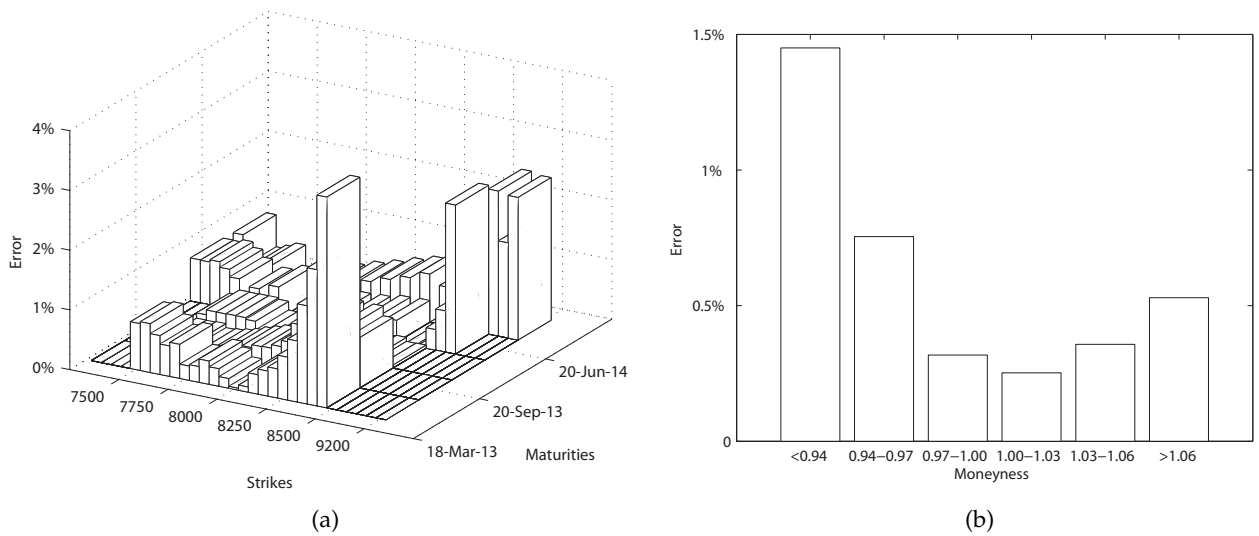 4%
3%
2%
1%
0%
Error
7500
7750
8000
8250
8500
9200
Strikes
18-Mar-13
20-Sep-13
20-Jun-14
Maturities
(a)
1.5%
1%
0.5%
0
Error
<0.94
0.94−0.97
0.97−1.00
1.00−1.03
1.03−1.06
>1.06
Moneyness
(b)